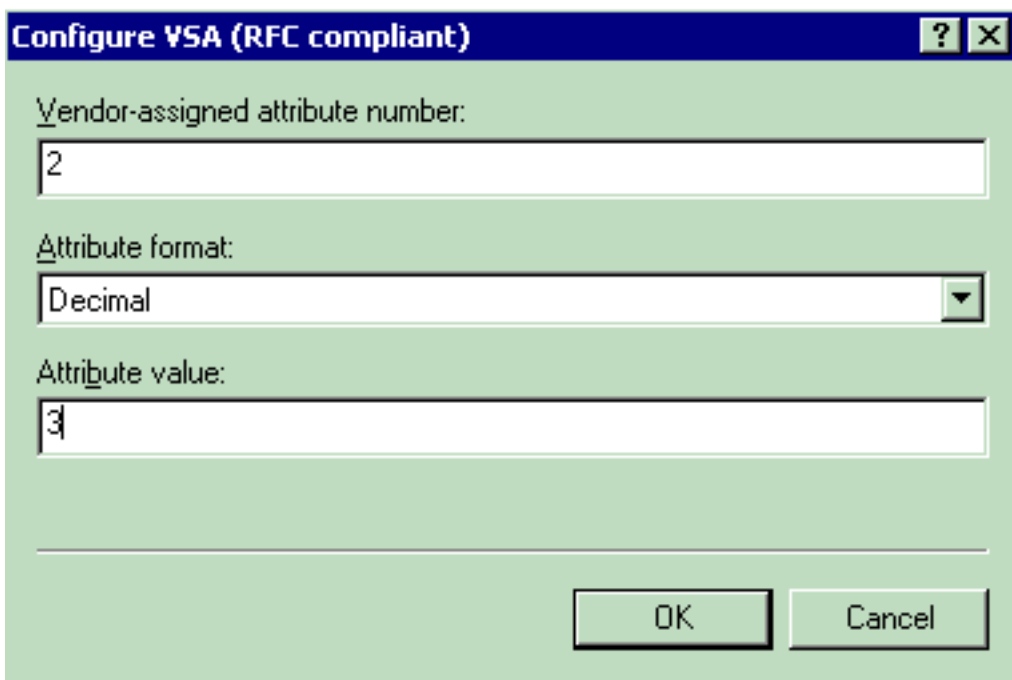 Configure VSA (RFC compliant)
Vendor-assigned attribute number:
2
Attribute format:
Decimal
Attribute value:
3
OK Cancel